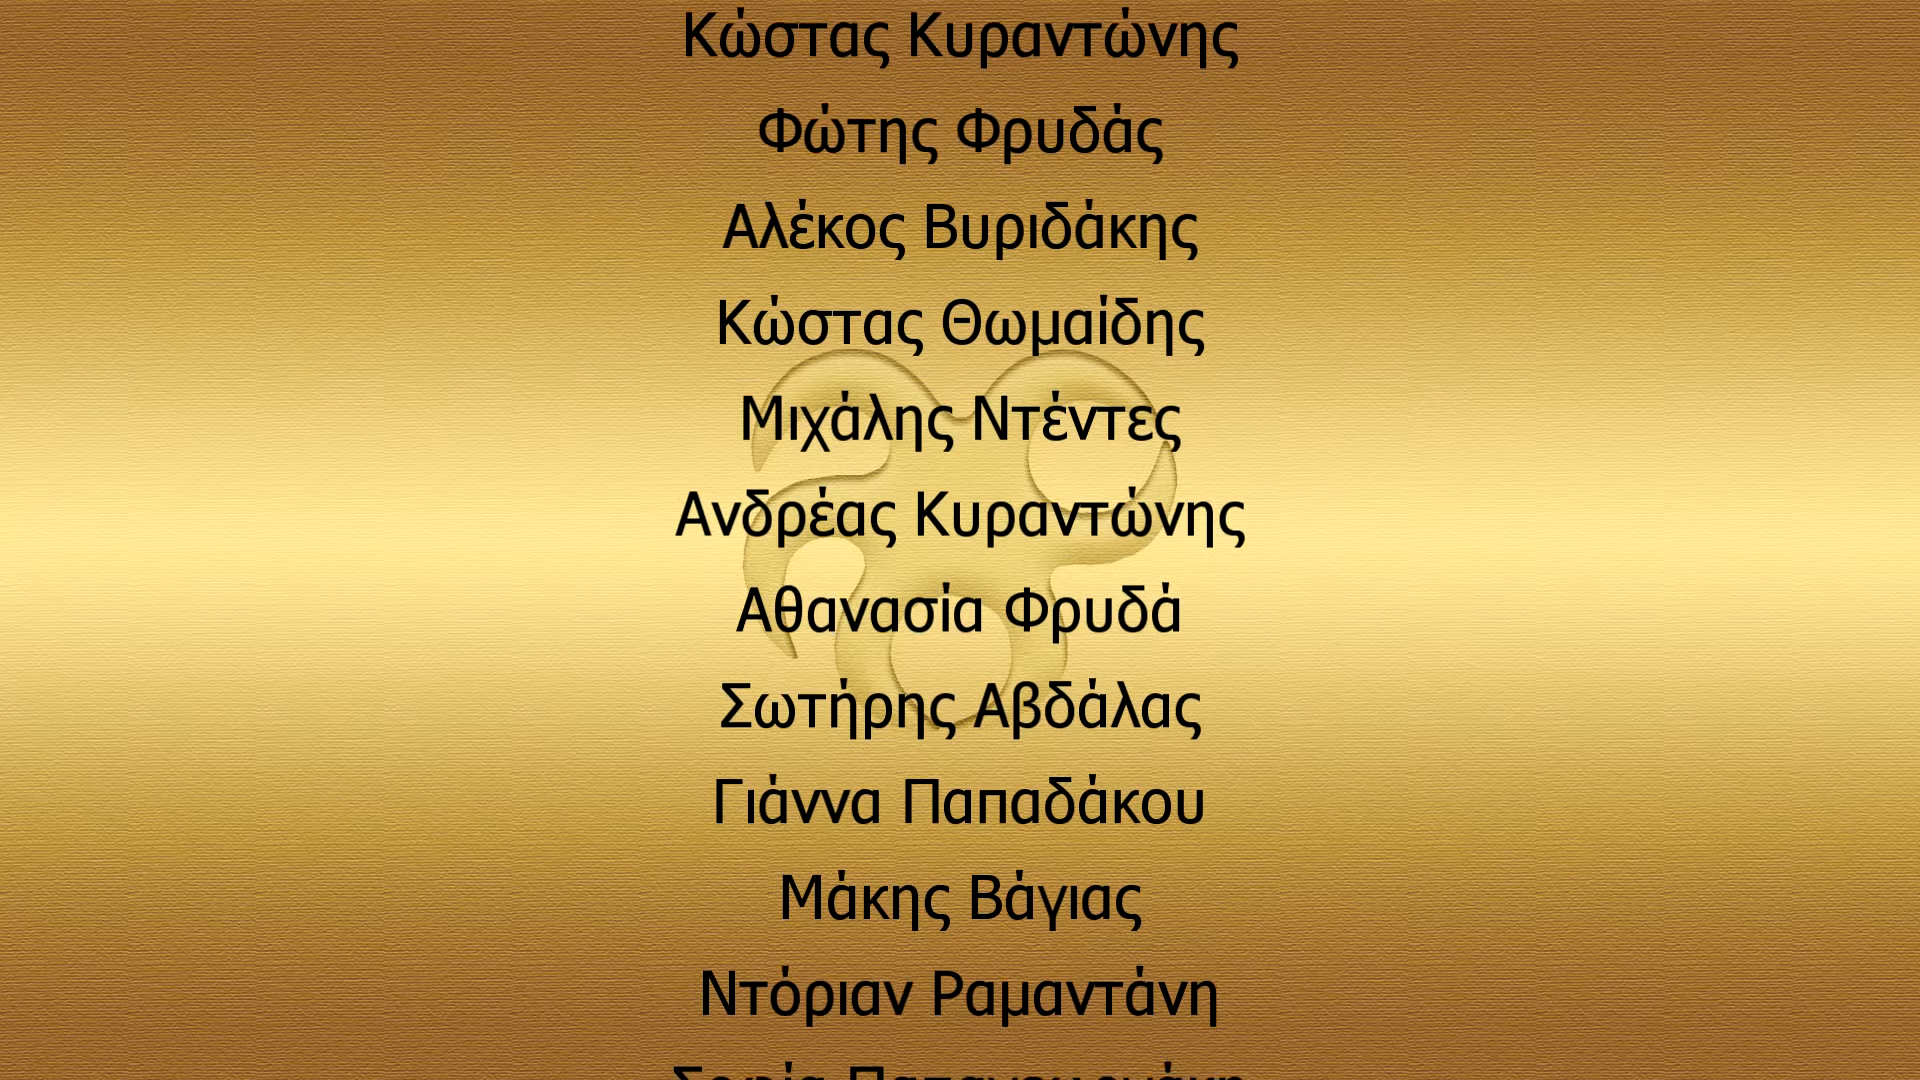 Κώστας Κυραντώνης
Φώτης Φρυδάς
Αλέκος Βυριδάκης
Κώστας Θωμαίδης
Μιχάλης Ντέντες
Ανδρέας Κυραντώνης
Αθανασία Φρυδά
Σωτήρης Αβδάλας
Γιάννα Παπαδάκου
Μάκης Βάγιας
Ντόριαν Ραμαντάνη